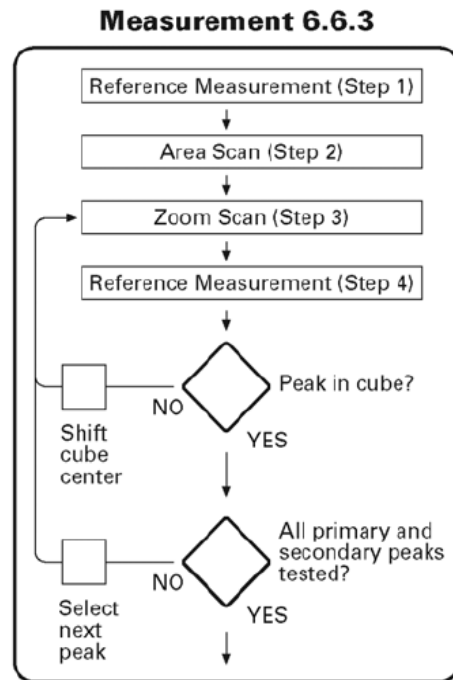 Measurement 6.6.3
Reference Measurement (Step 1)
Area Scan (Step 2)
Zoom Scan (Step 3)
Reference Measurement (Step 4)
Peak in cube?
NO
YES
Shift
cube
center
All primary and
secondary peaks
tested?
NO
YES
Select
next
peak